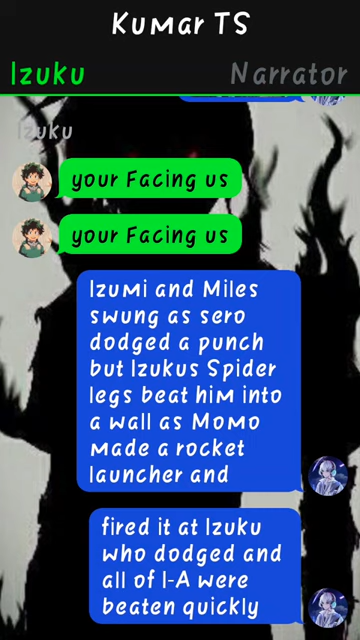 Kumar TS
Izuku Narrator
Izuku
your Facing us
your Facing us
Izumi and Miles
swung as sero
dodged a punch
but Izukus Spider
legs beat him into
a wall as Momo
made a rocket
launcher and
fired it at Izuku
who dodged and
all of 1-A were
beaten quickly